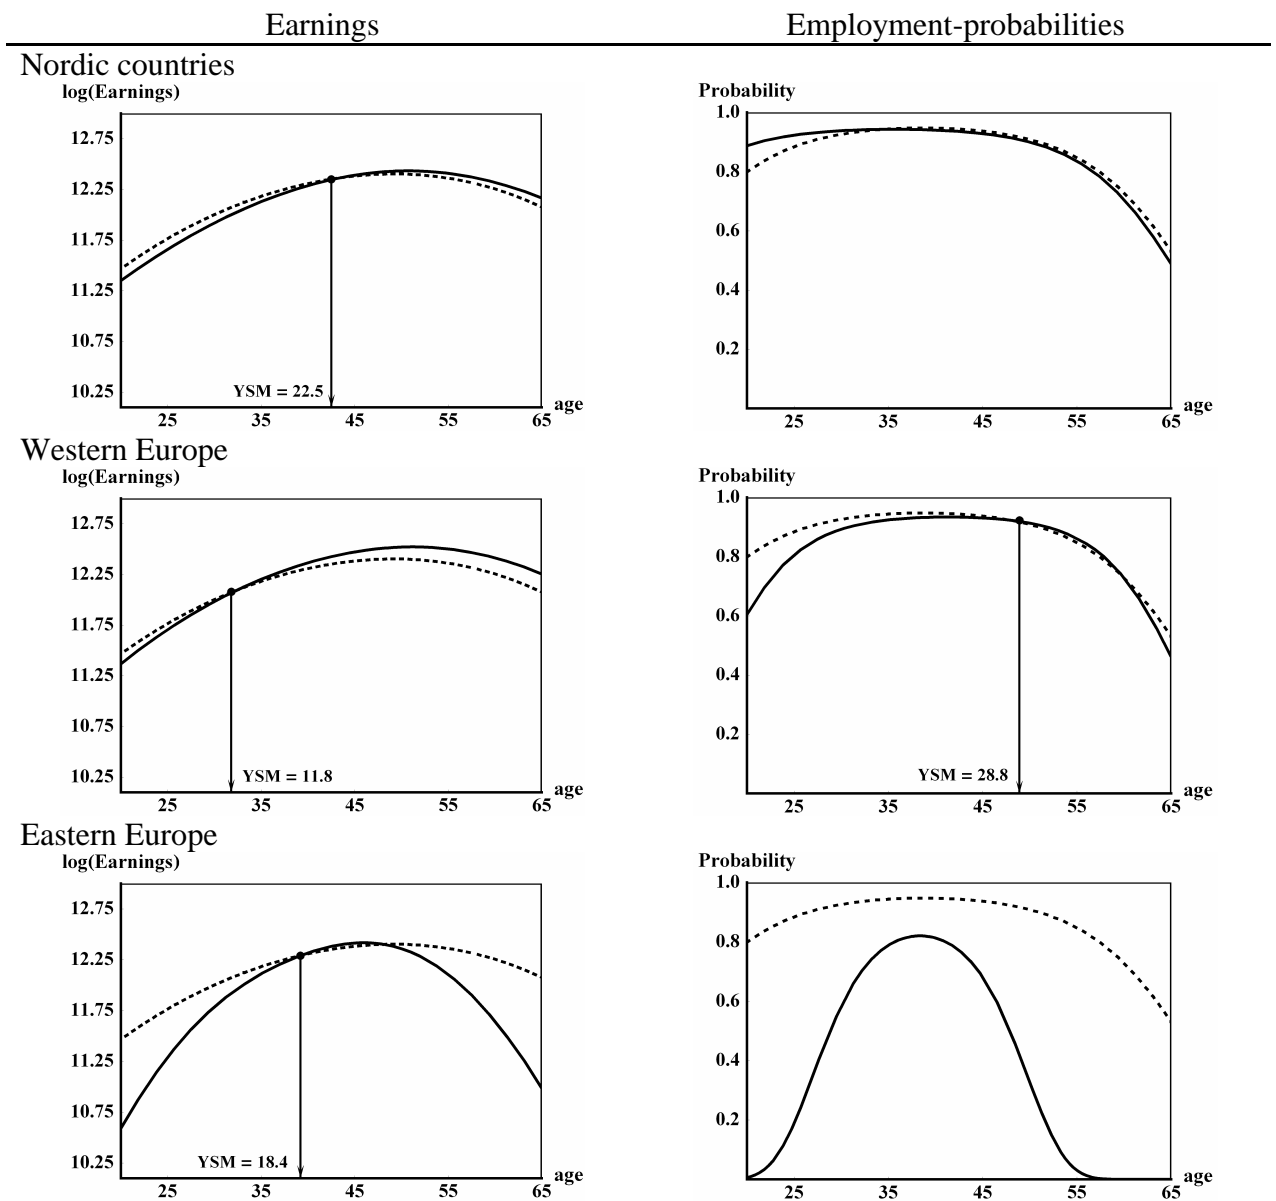 Earnings Employment-probabilities
Nordic countries
log(Earnings)
12.75
12.25
11.75
11.25
10.75
10.25
YSM = 22.5
25 35 45 55 65
age
Probability
1.0
0.8
0.6
0.4
0.2
25 35 45 55 65
age
Western Europe
log(Earnings)
12.75
12.25
11.75
11.25
10.75
10.25
YSM = 11.8
25 35 45 55 65
age
Probability
1.0
0.8
0.6
0.4
0.2
YSM = 28.8
25 35 45 55 65
age
Eastern Europe
log(Earnings)
12.75
12.25
11.75
11.25
10.75
10.25
YSM = 18.4
25 35 45 55 65
age
Probability
1.0
0.8
0.6
0.4
0.2
25 35 45 55 65
age